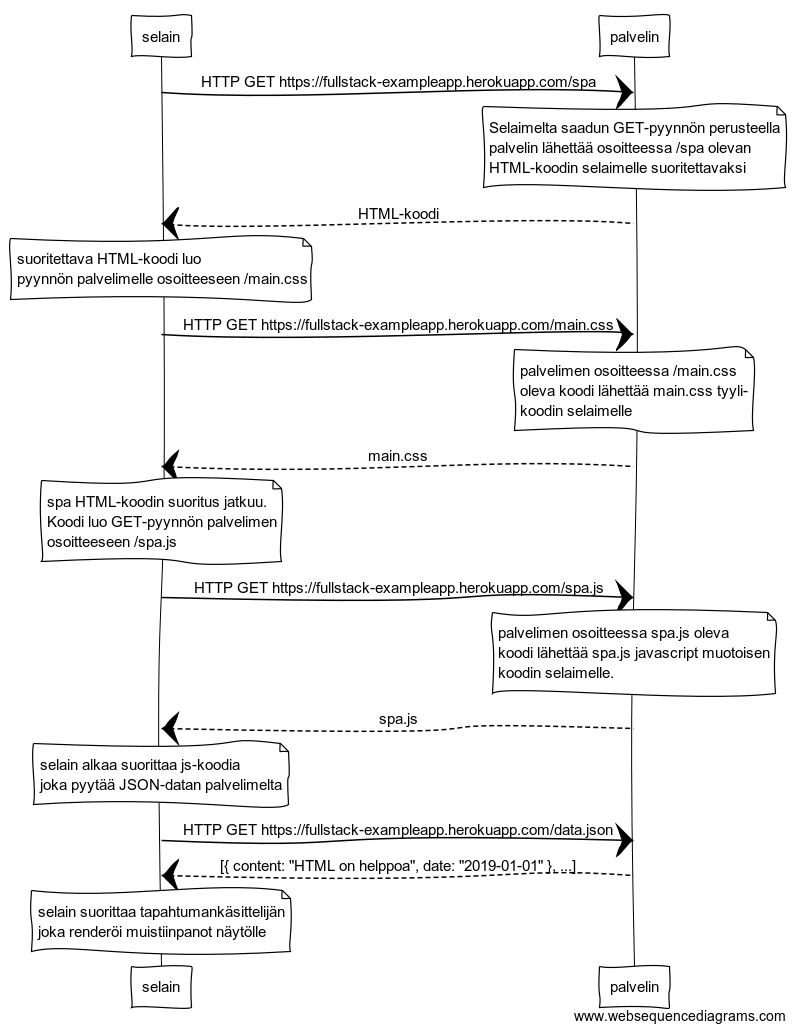 selain
palvelin
HTTP GET https://fullstack-exampleapp.herokuapp.com/spa
Selaimelta saadun GET-pyynnön perusteella
palvelin lähettää osoitteessa /spa olevan
HTML-koodin selaimelle suoritettavaksi
HTML-koodi
suoritettava HTML-koodi luo
pyynnön palvelimelle osoitteeseen /main.css
HTTP GET https://fullstack-exampleapp.herokuapp.com/main.css
palvelimen osoitteessa /main.css
oleva koodi lähettää main.css tyyli-
koodin selaimelle
main.css
spa HTML-koodin suoritus jatkuu.
Koodi luo GET-pyynnön palvelimen
osoitteeseen /spa.js
HTTP GET https://fullstack-exampleapp.herokuapp.com/spa.js
palvelimen osoitteessa spa.js oleva
koodi lähettää spa.js javascript muotoisen
koodin selaimelle.
spa.js
selain alkaa suorittaa js-koodia
joka pyytää JSON-datan palvelimelta
HTTP GET https://fullstack-exampleapp.herokuapp.com/data.json
[{ content: "HTML on helppoa", date: "2019-01-01" }, ...]
selain suorittaa tapahtumankäsittelijän
joka renderöi muistiinpanot näytölle
selain
palvelin
www.websequencediagrams.com